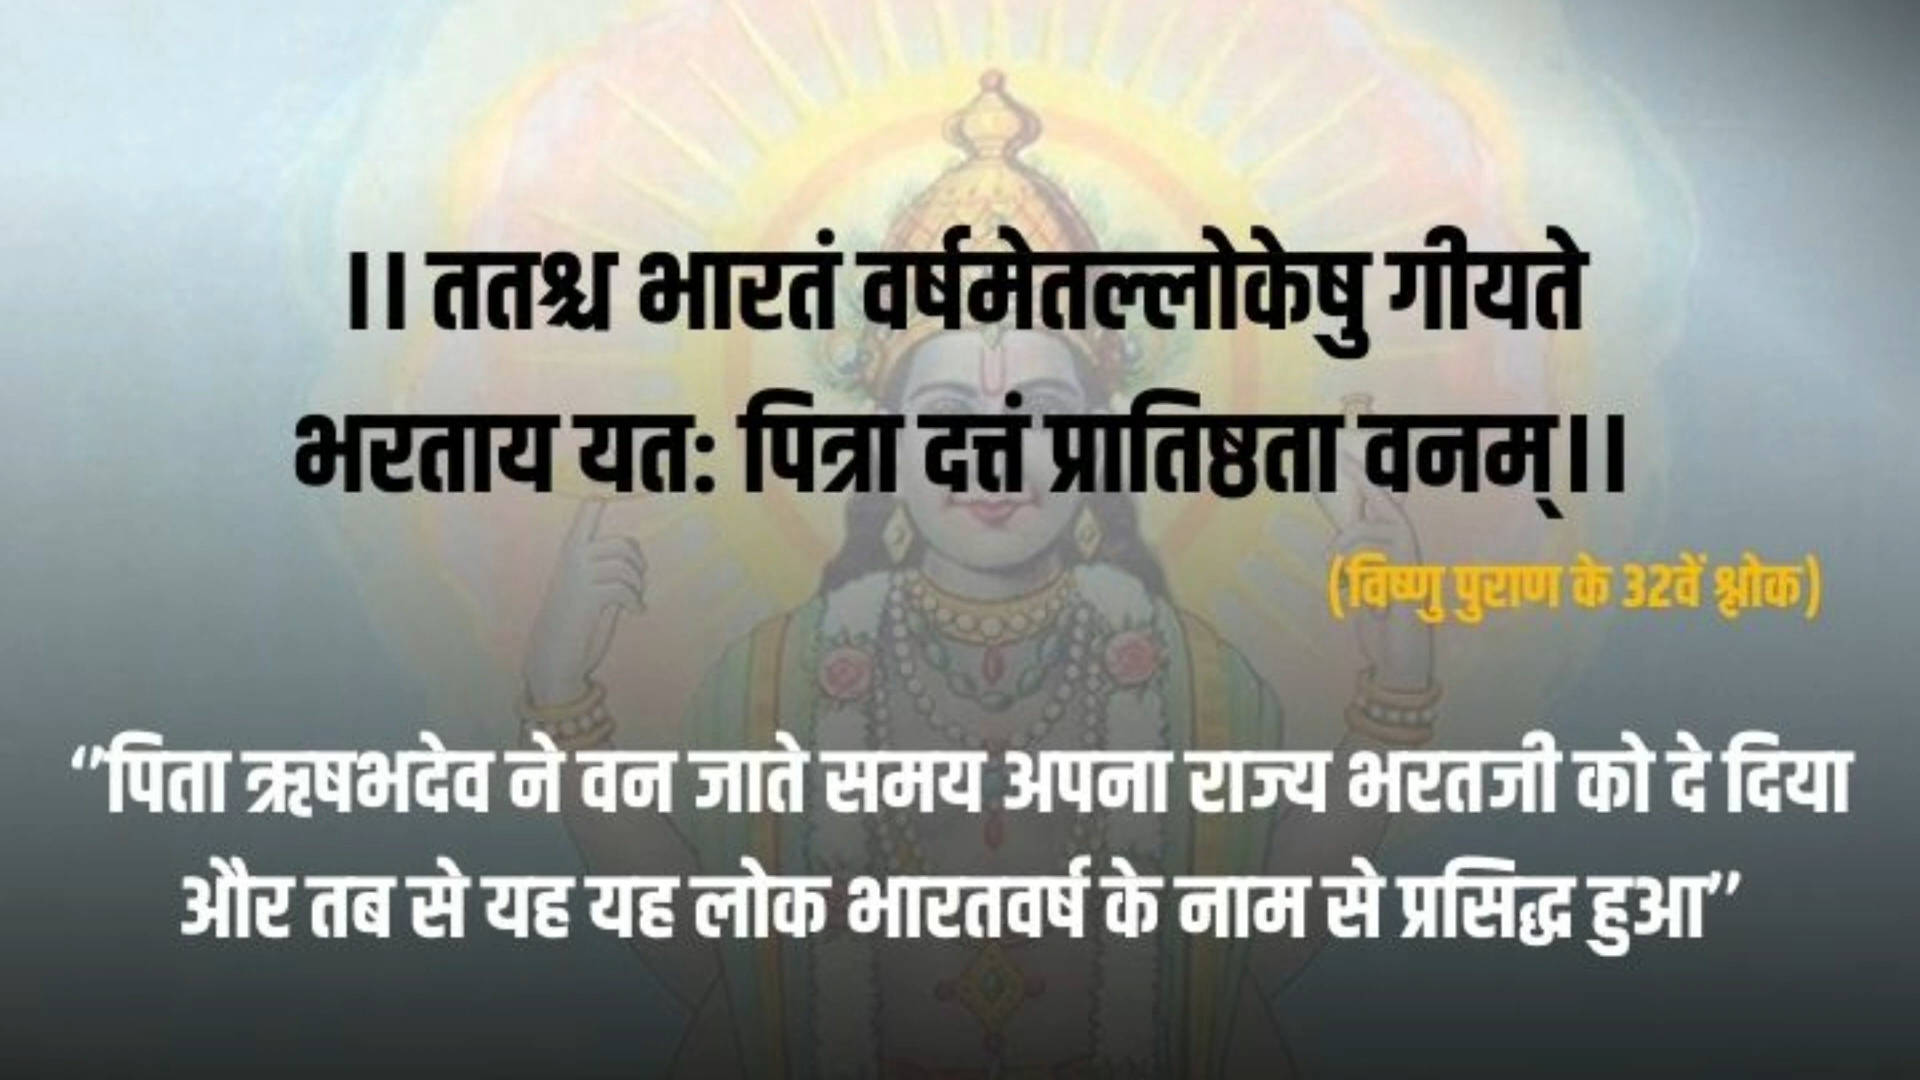 ।। ततश्च भारतं वर्षमेतल्लोकेषु गीयते
भरताय यत: पित्रा दत्तं प्रातिष्ठता वनम्।।
(विष्णु पुराण के 32वें श्लोक)
‘’पिता ऋषभदेव ने वन जाते समय अपना राज्य भरतजी को दे दिया
और तब से यह यह लोक भारतवर्ष के नाम से प्रसिद्ध हुआ’’